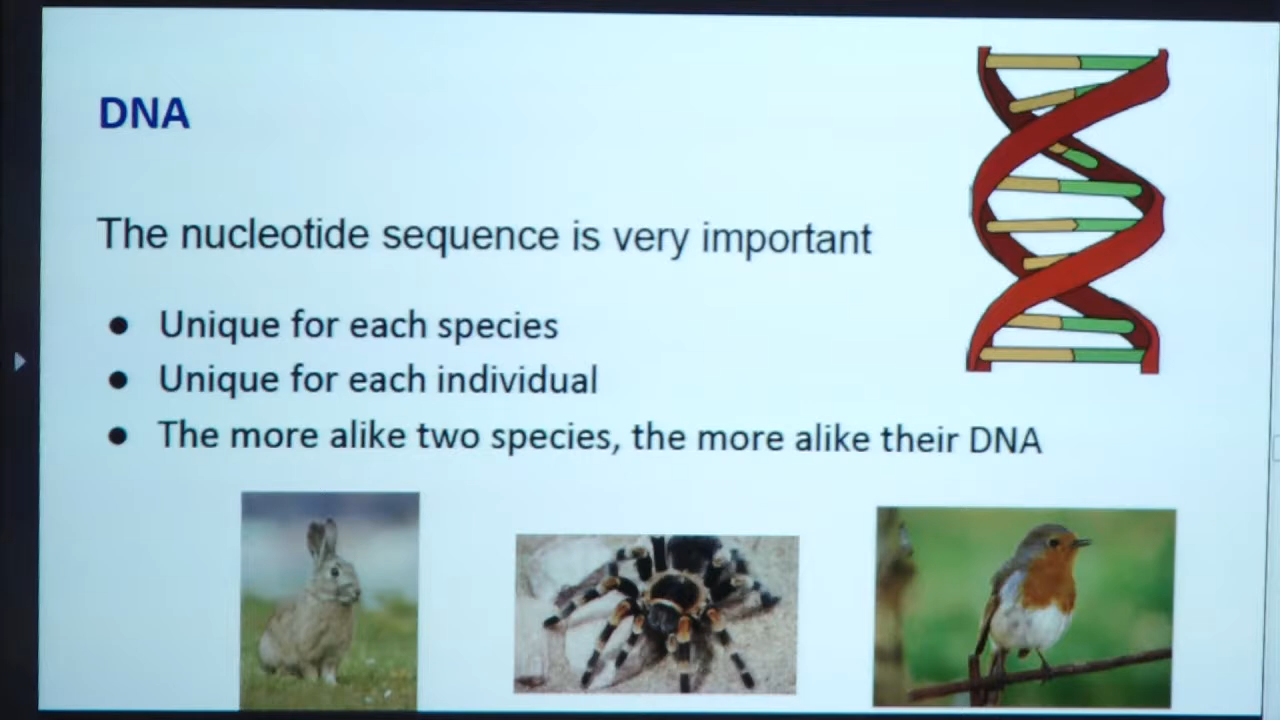 DNA
The nucleotide sequence is very important
● Unique for each species
● Unique for each individual
● The more alike two species, the more alike their DNA